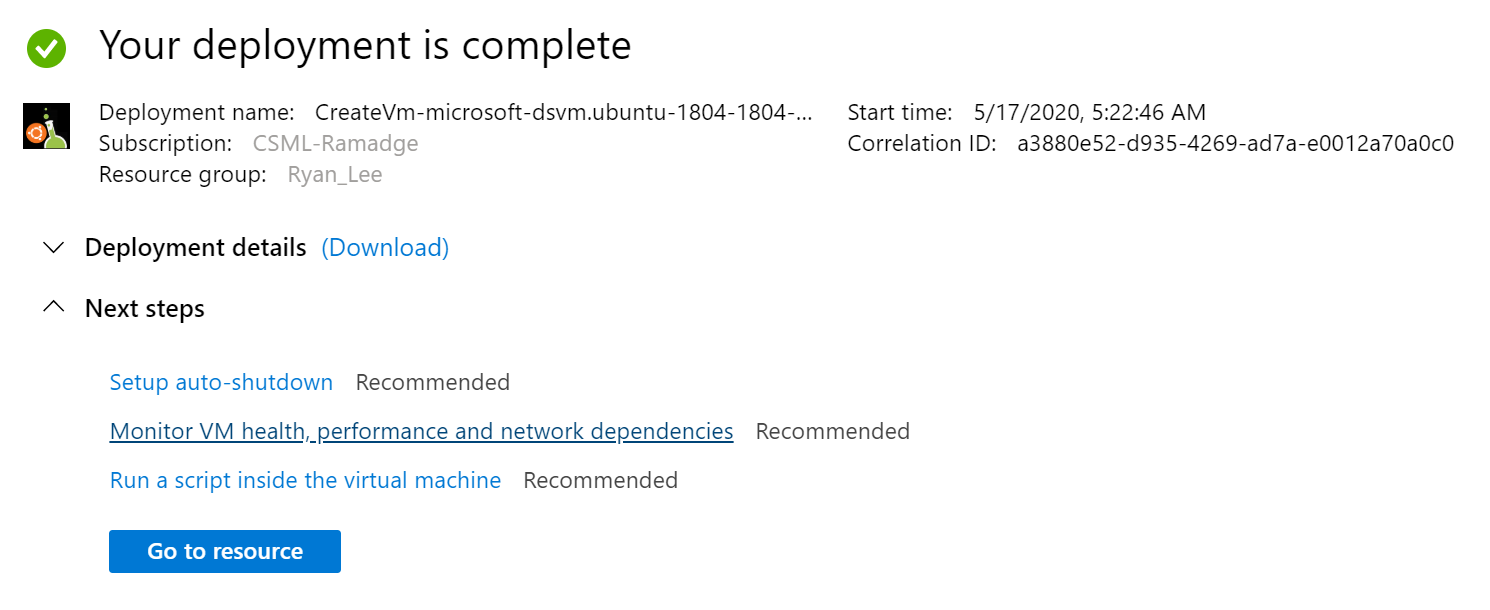 Your deployment is complete
Deployment name: CreateVm-microsoft-dsvm.ubuntu-1804-1804-...
Subscription: CSML-Ramadge
Resource group: Ryan_Lee
Start time: 5/17/2020, 5:22:46 AM
Correlation ID: a3880e52-d935-4269-ad7a-e0012a70a0c0
Deployment details (Download)
Next steps
Setup auto-shutdown Recommended
Monitor VM health, performance and network dependencies Recommended
Run a script inside the virtual machine Recommended
Go to resource